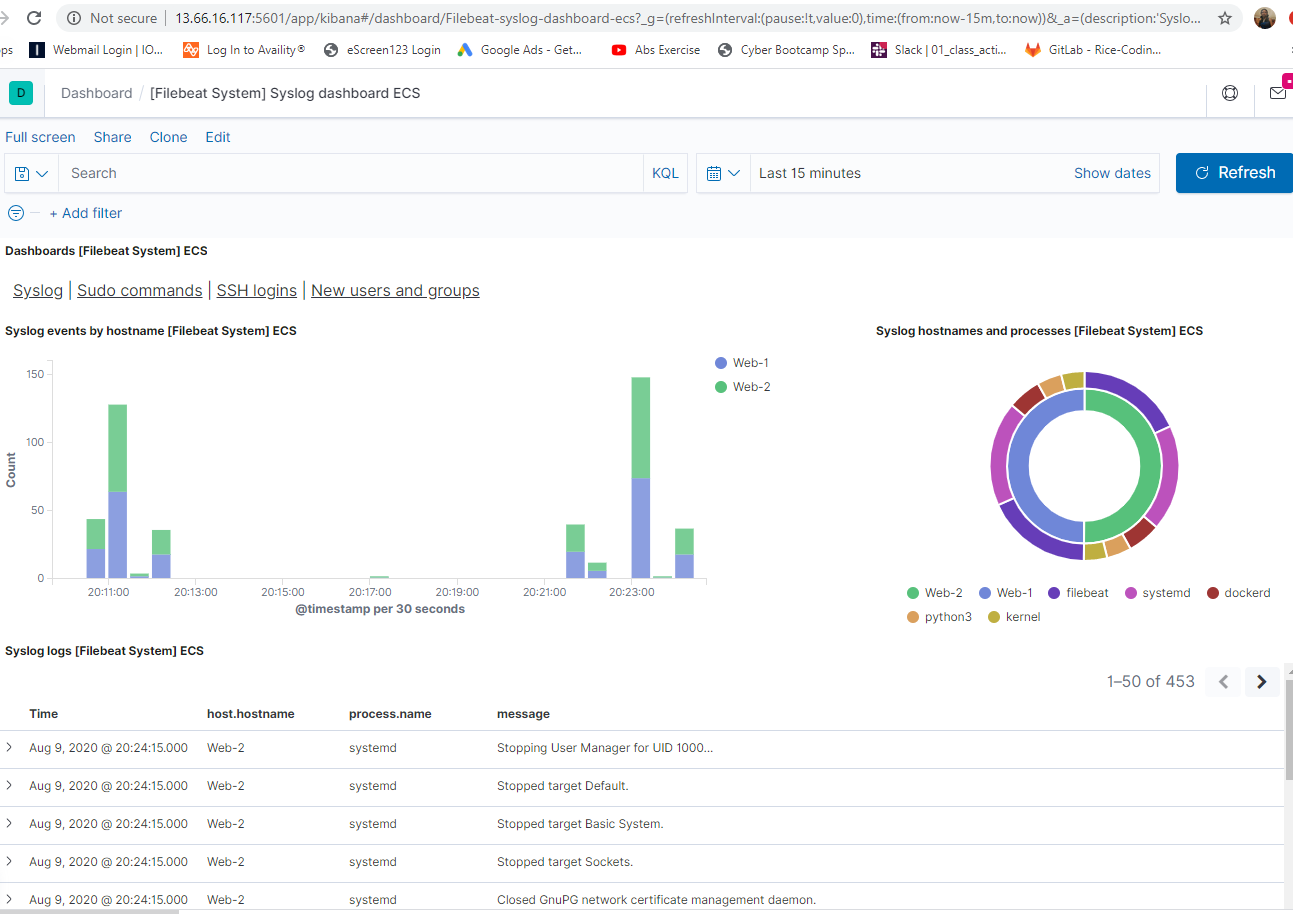 Not secure | 13.66.16.117:5601/app/kibana#/dashboard/Filebeat-syslog-dashboard-ecs?_g=(refreshInterval:(pause:!t,value:0),time:(from:now-15m,to:now))&_a=(description:'Syslo...
ps Webmail Login | IO... Log In to Availity® eScreen123 Login Google Ads - Get... Abs Exercise Cyber Bootcamp Sp... Slack | 01_class_acti... GitLab - Rice-Codin...
D Dashboard / [Filebeat System] Syslog dashboard ECS
Full screen Share Clone Edit
Search KQL Last 15 minutes Show dates Refresh
+ Add filter
Dashboards [Filebeat System] ECS
Syslog | Sudo commands | SSH logins | New users and groups
Syslog events by hostname [Filebeat System] ECS
150
100
50
0
Count
20:11:00 20:13:00 20:15:00 20:17:00 20:19:00 20:21:00 20:23:00
@timestamp per 30 seconds
Web-1
Web-2
Syslog hostnames and processes [Filebeat System] ECS
Web-2 Web-1 filebeat systemd dockerd
python3 kernel
Syslog logs [Filebeat System] ECS
1–50 of 453
Time host.hostname process.name message
Aug 9, 2020 @ 20:24:15.000 Web-2 systemd Stopping User Manager for UID 1000...
Aug 9, 2020 @ 20:24:15.000 Web-2 systemd Stopped target Default.
Aug 9, 2020 @ 20:24:15.000 Web-2 systemd Stopped target Basic System.
Aug 9, 2020 @ 20:24:15.000 Web-2 systemd Stopped target Sockets.
Aug 9, 2020 @ 20:24:15.000 Web-2 systemd Closed GnuPG network certificate management daemon.